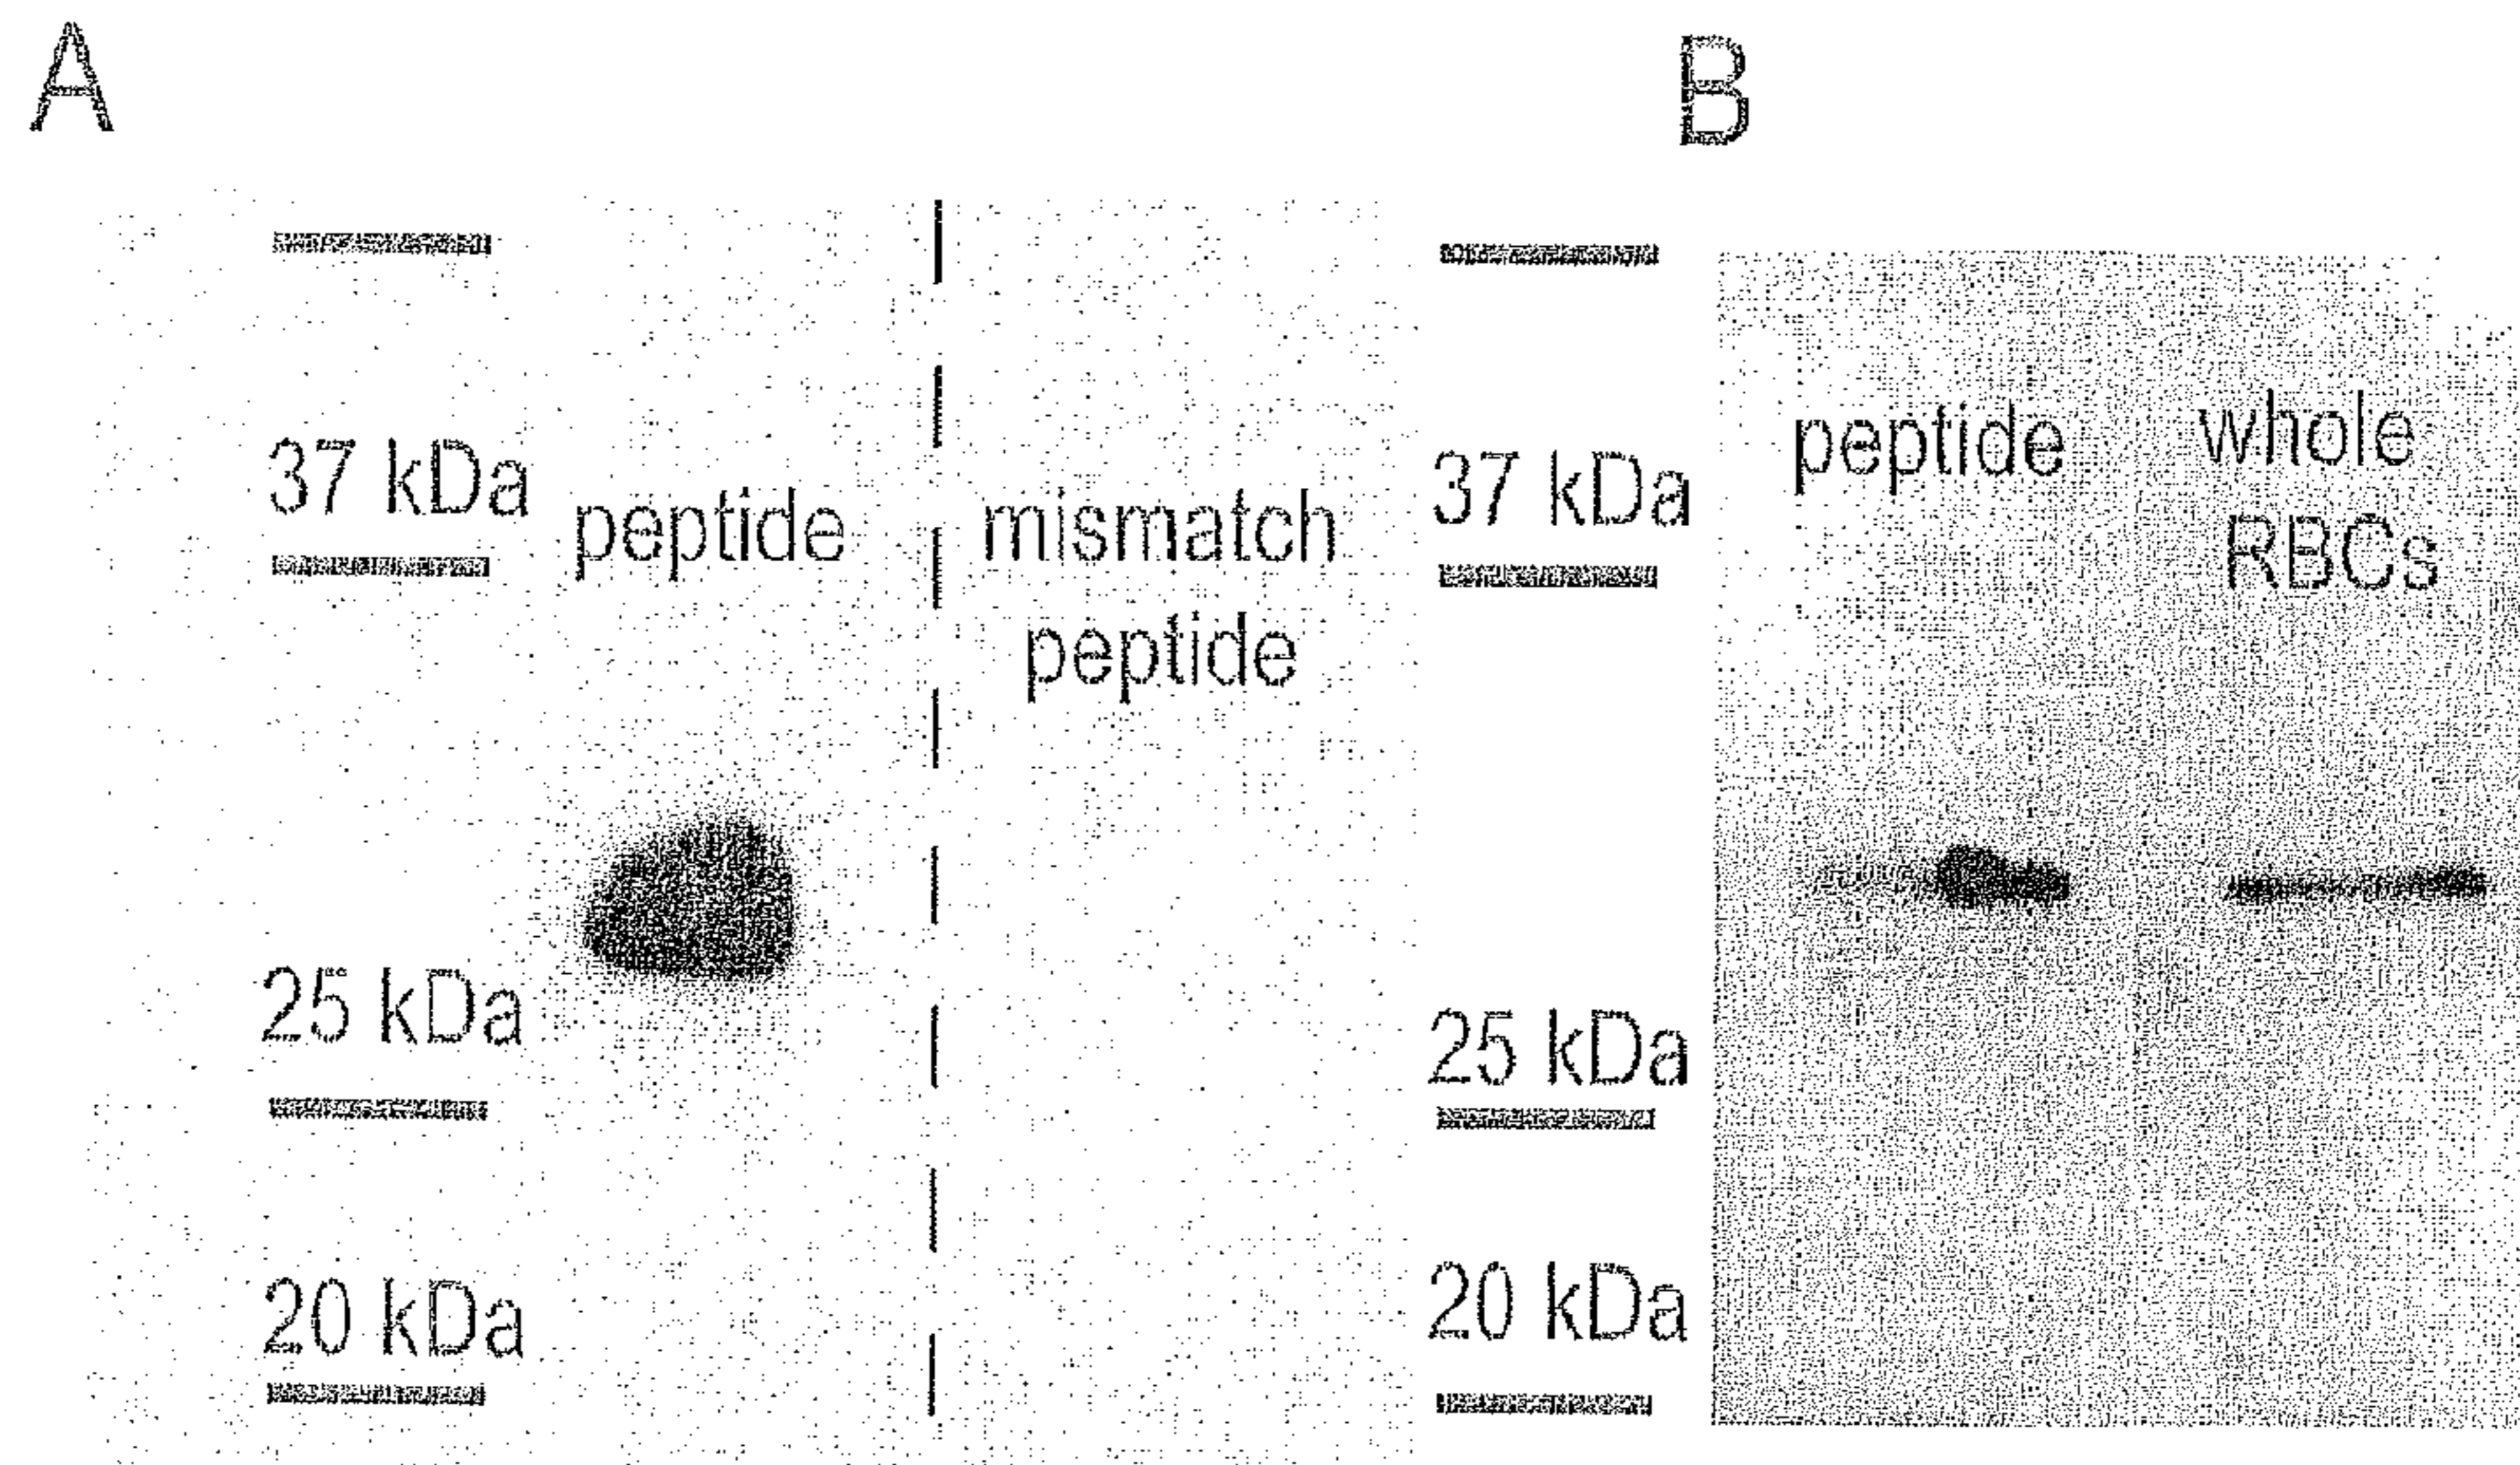 A
B
37 kDa
peptide
mismatch
peptide
25 kDa
20 kDa
37 kDa
peptide
whole
RBCs
25 kDa
20 kDa